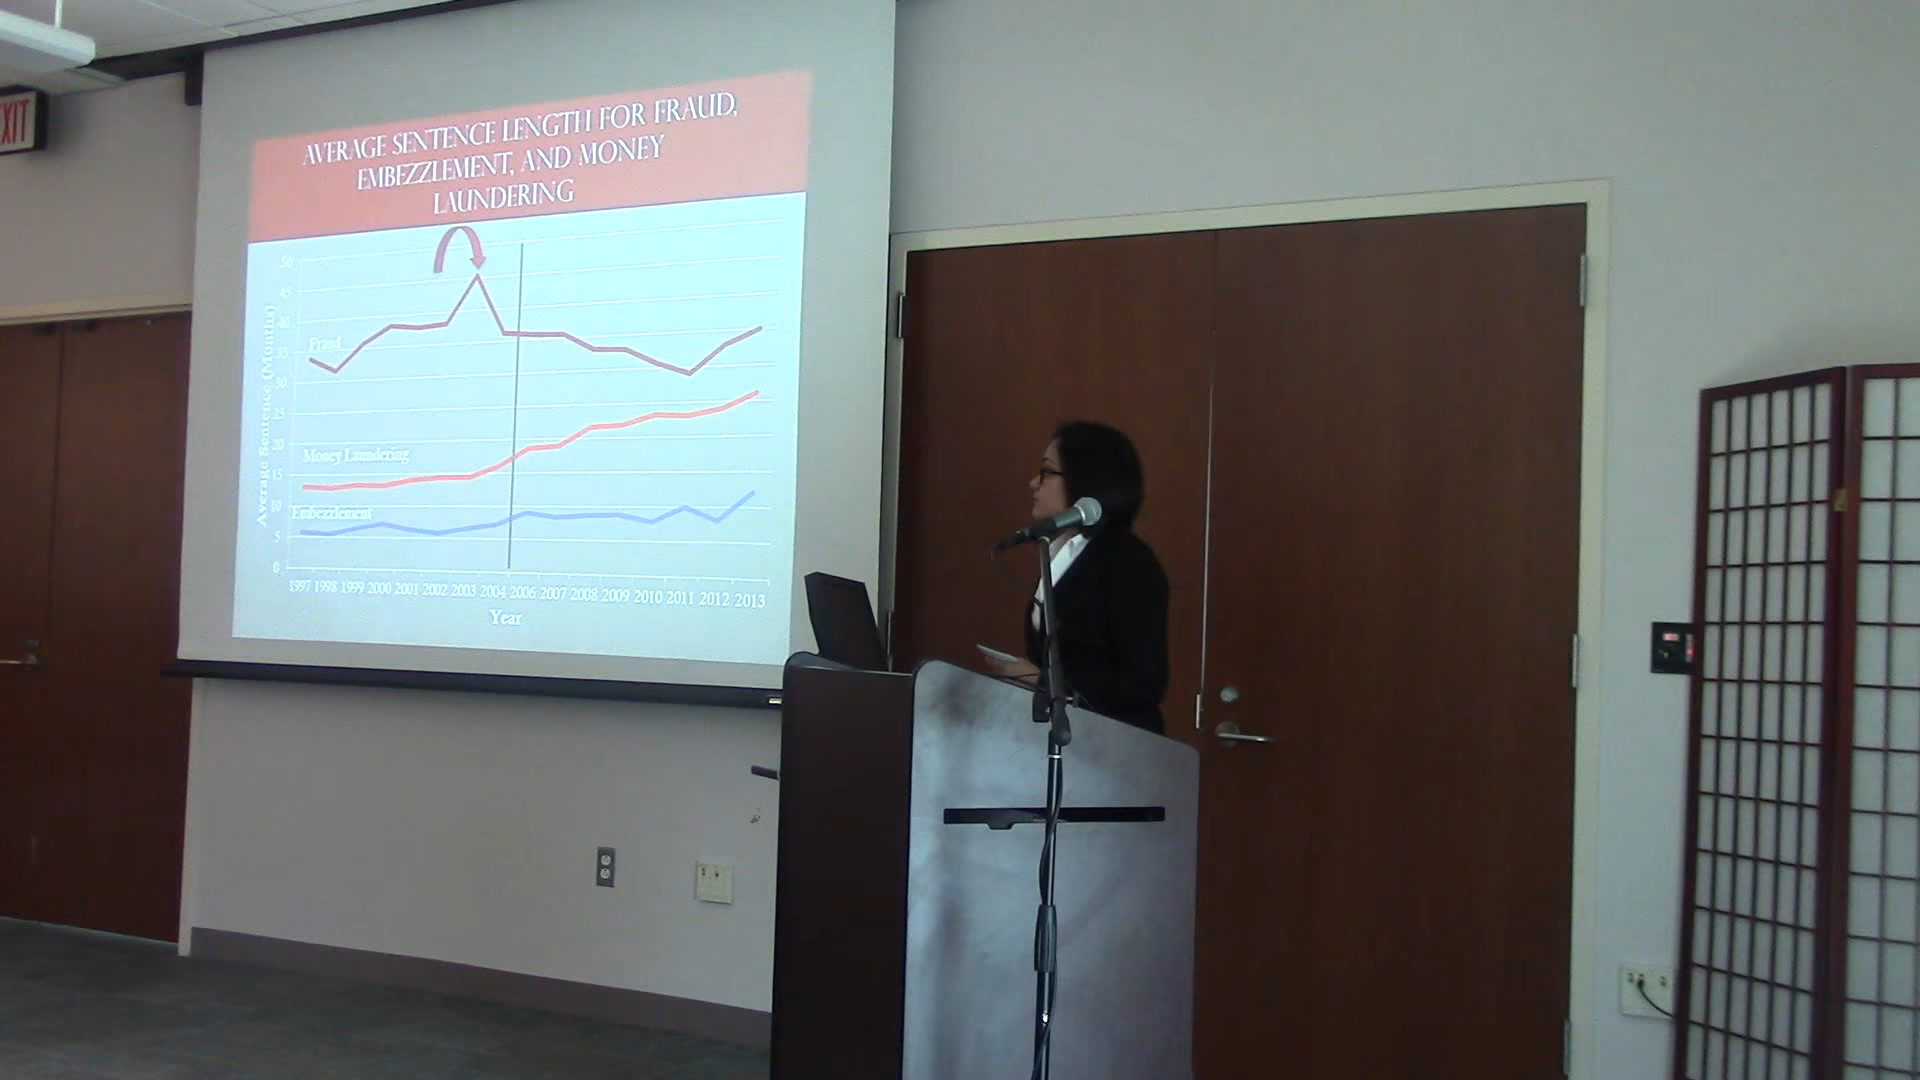 EXIT
AVERAGE SENTENCE LENGTH FOR FRAUD,
EMBEZZLEMENT, AND MONEY
LAUNDERING
Average Sentence (Months)
50
45
40
35
30
25
20
15
10
5
0
Fraud
Money Laundering
Embezzlement
1997 1998 1999 2000 2001 2002 2003 2004 2006 2007 2008 2009 2010 2011 2012 2013
Year